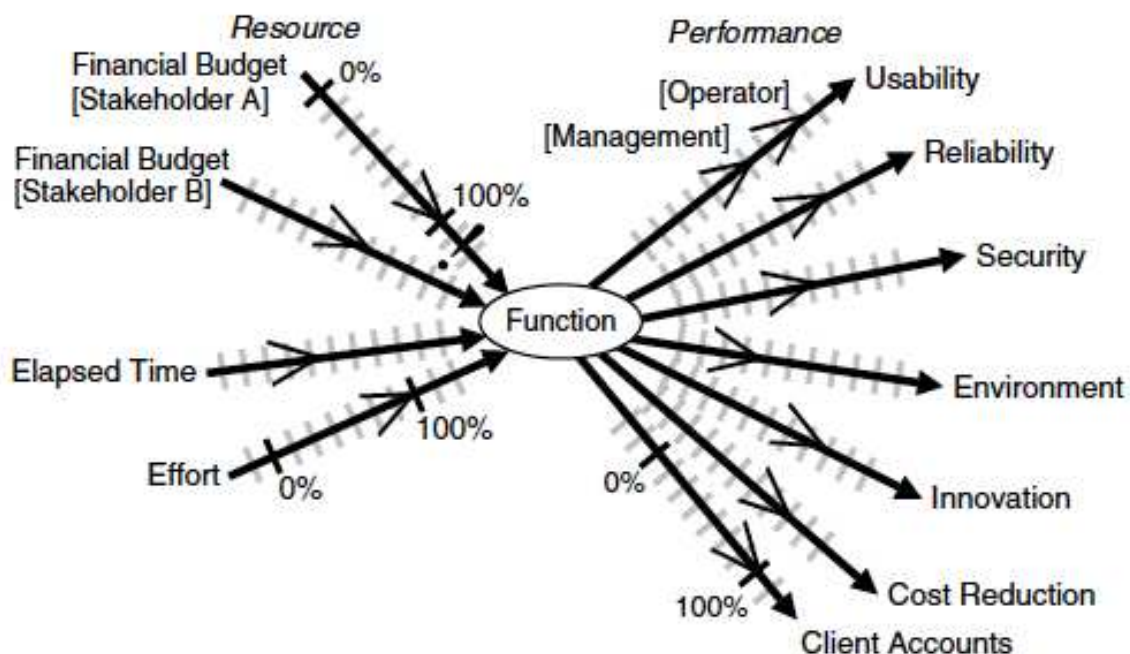 Resource
Financial Budget
[Stakeholder A]
0%
Financial Budget
[Stakeholder B]
100%
Elapsed Time
Effort
0%
100%
Function
Performance
[Operator]
[Management]
Usability
Reliability
Security
Environment
Innovation
Cost Reduction
Client Accounts
0%
100%